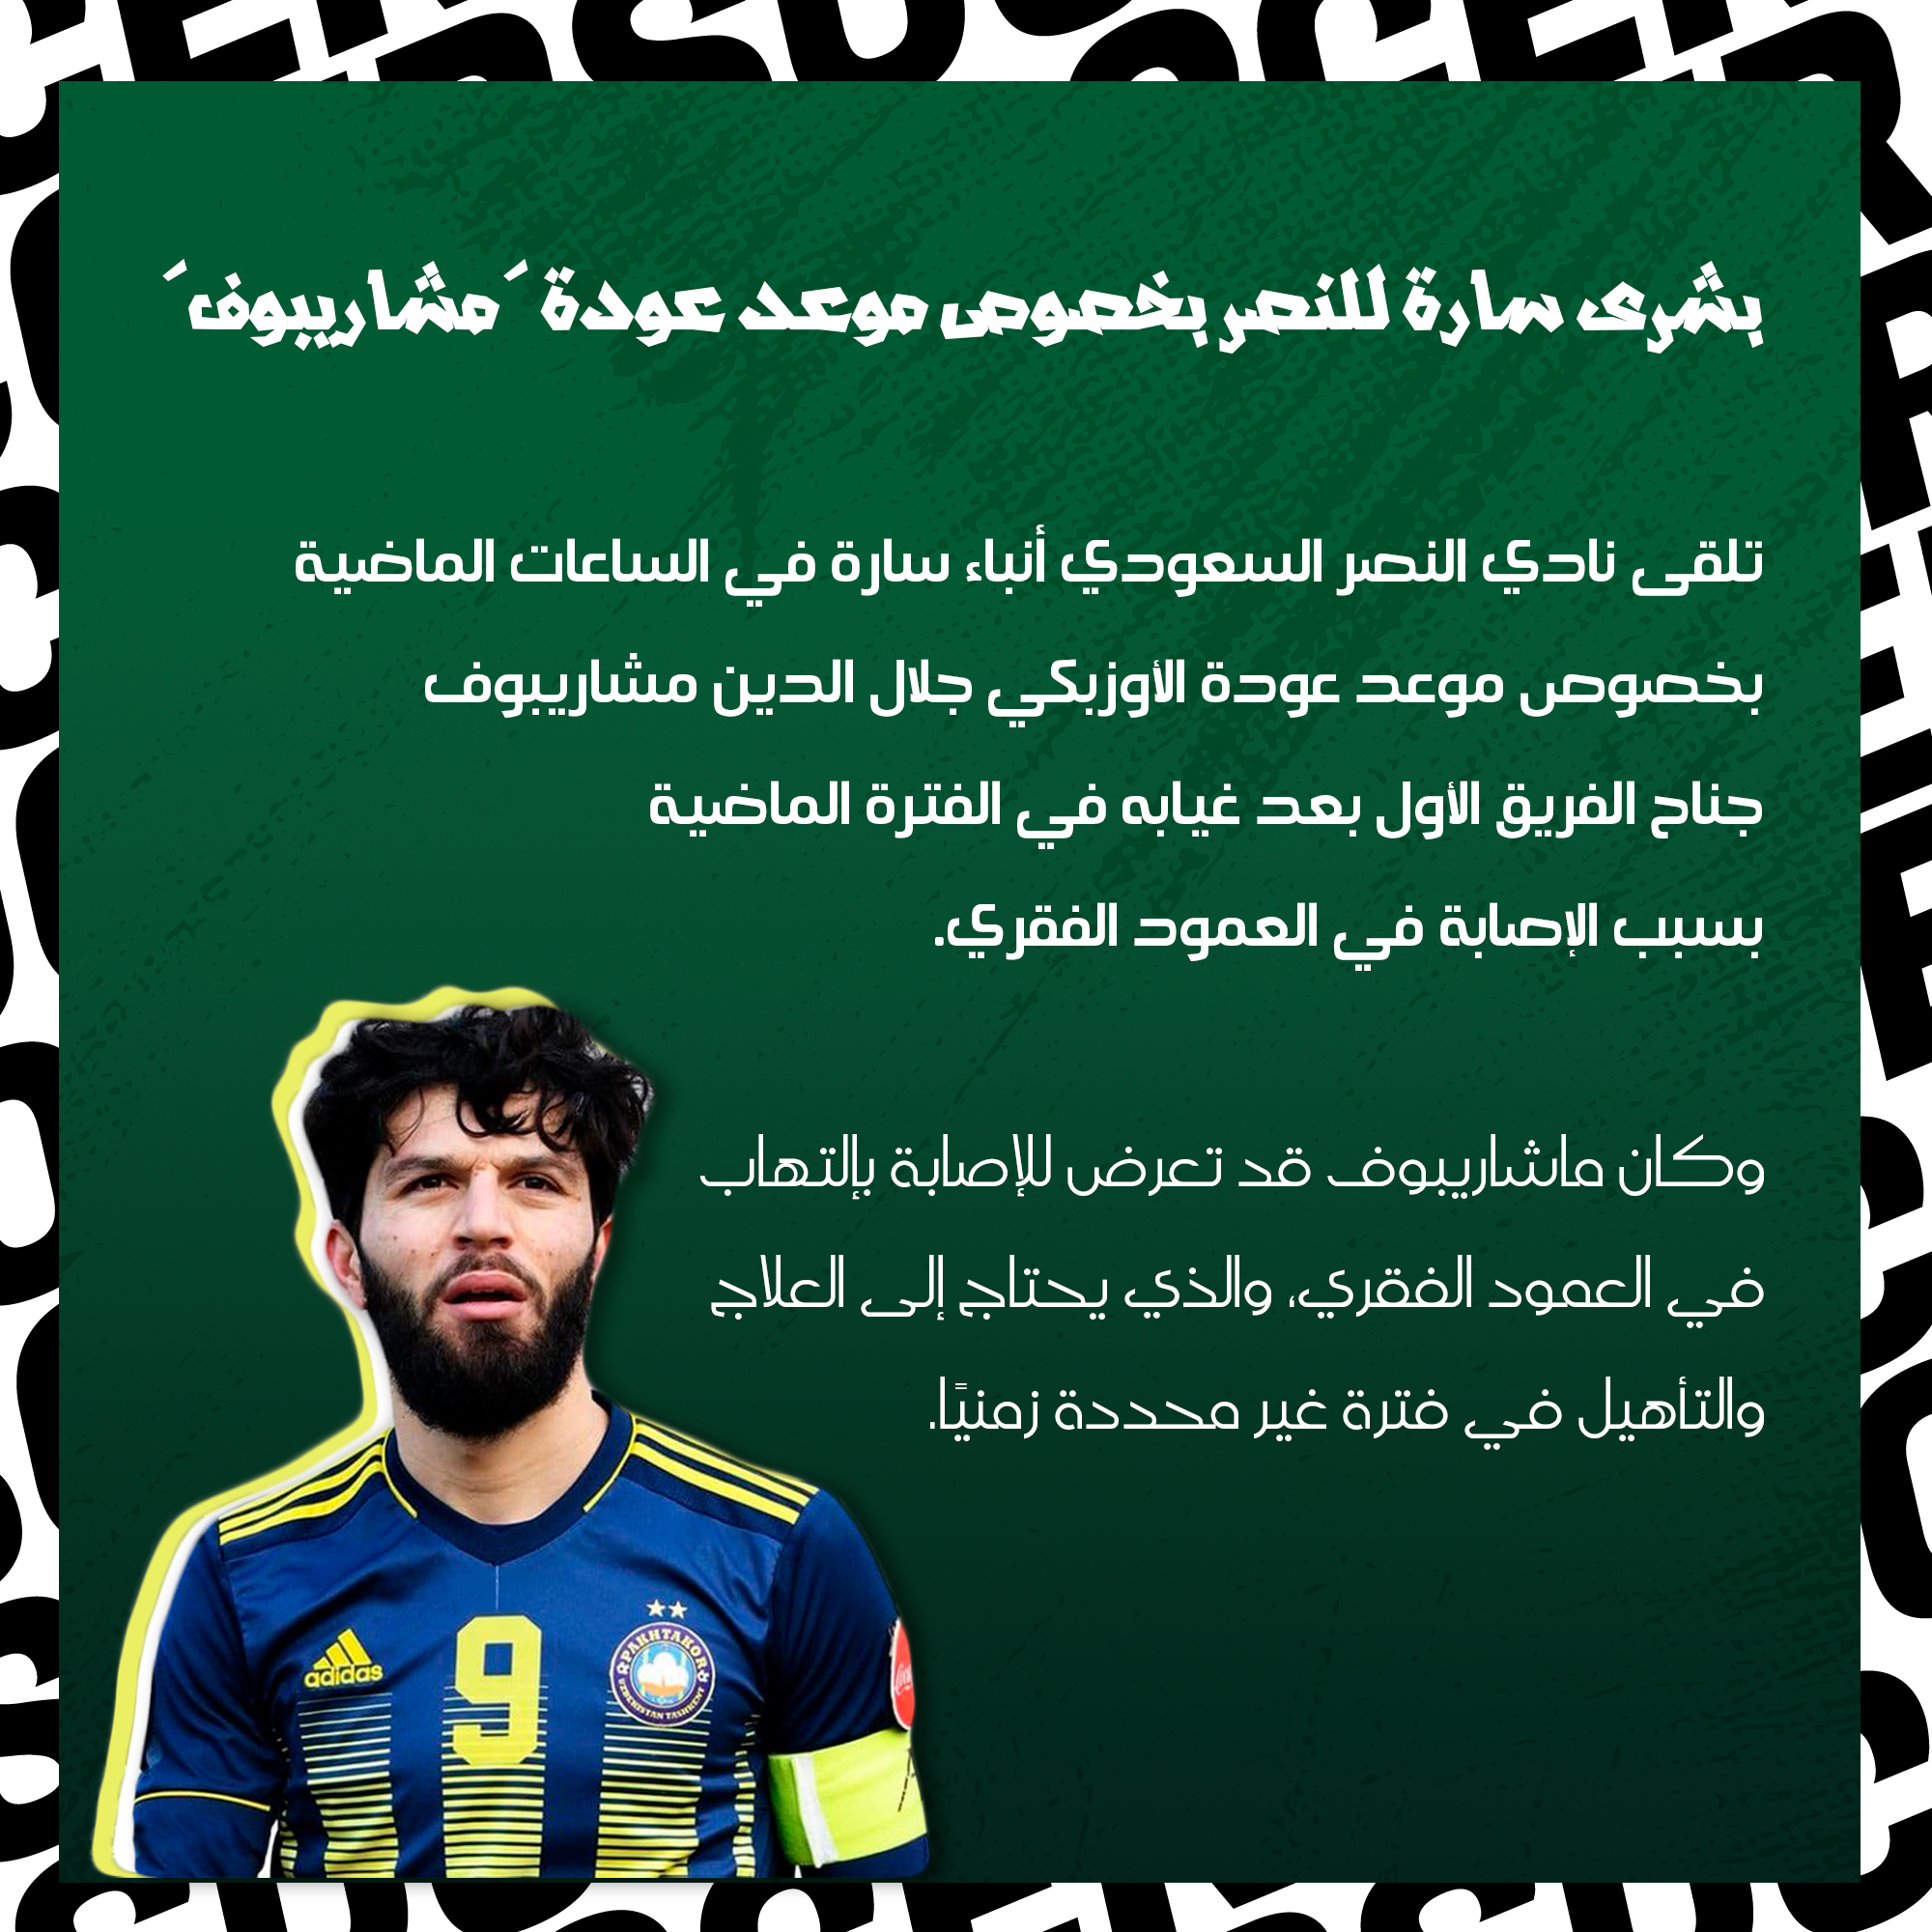 بشرى سارة للنصر بخصوص موعد عودة َ مشاريبوف َ
تلقى نادي النصر السعودي أنباء سارة في الساعات الماضية
بخصوص موعد عودة الأوزبكي جلال الدين مشاريبوف
جناح الفريق الأول بعد غيابه في الفترة الماضية
بسبب الإصابة في العمود الفقري.
وكان ماشاريبوف قد تعرض للإصابة بإلتهاب
في العمود الفقري، والذي يحتاج إلى العلاج
والتأهيل في فترة غير محددة زمنيًا.
adidas
9
PAKHTAKOR
UZBEKISTAN TASHKENT